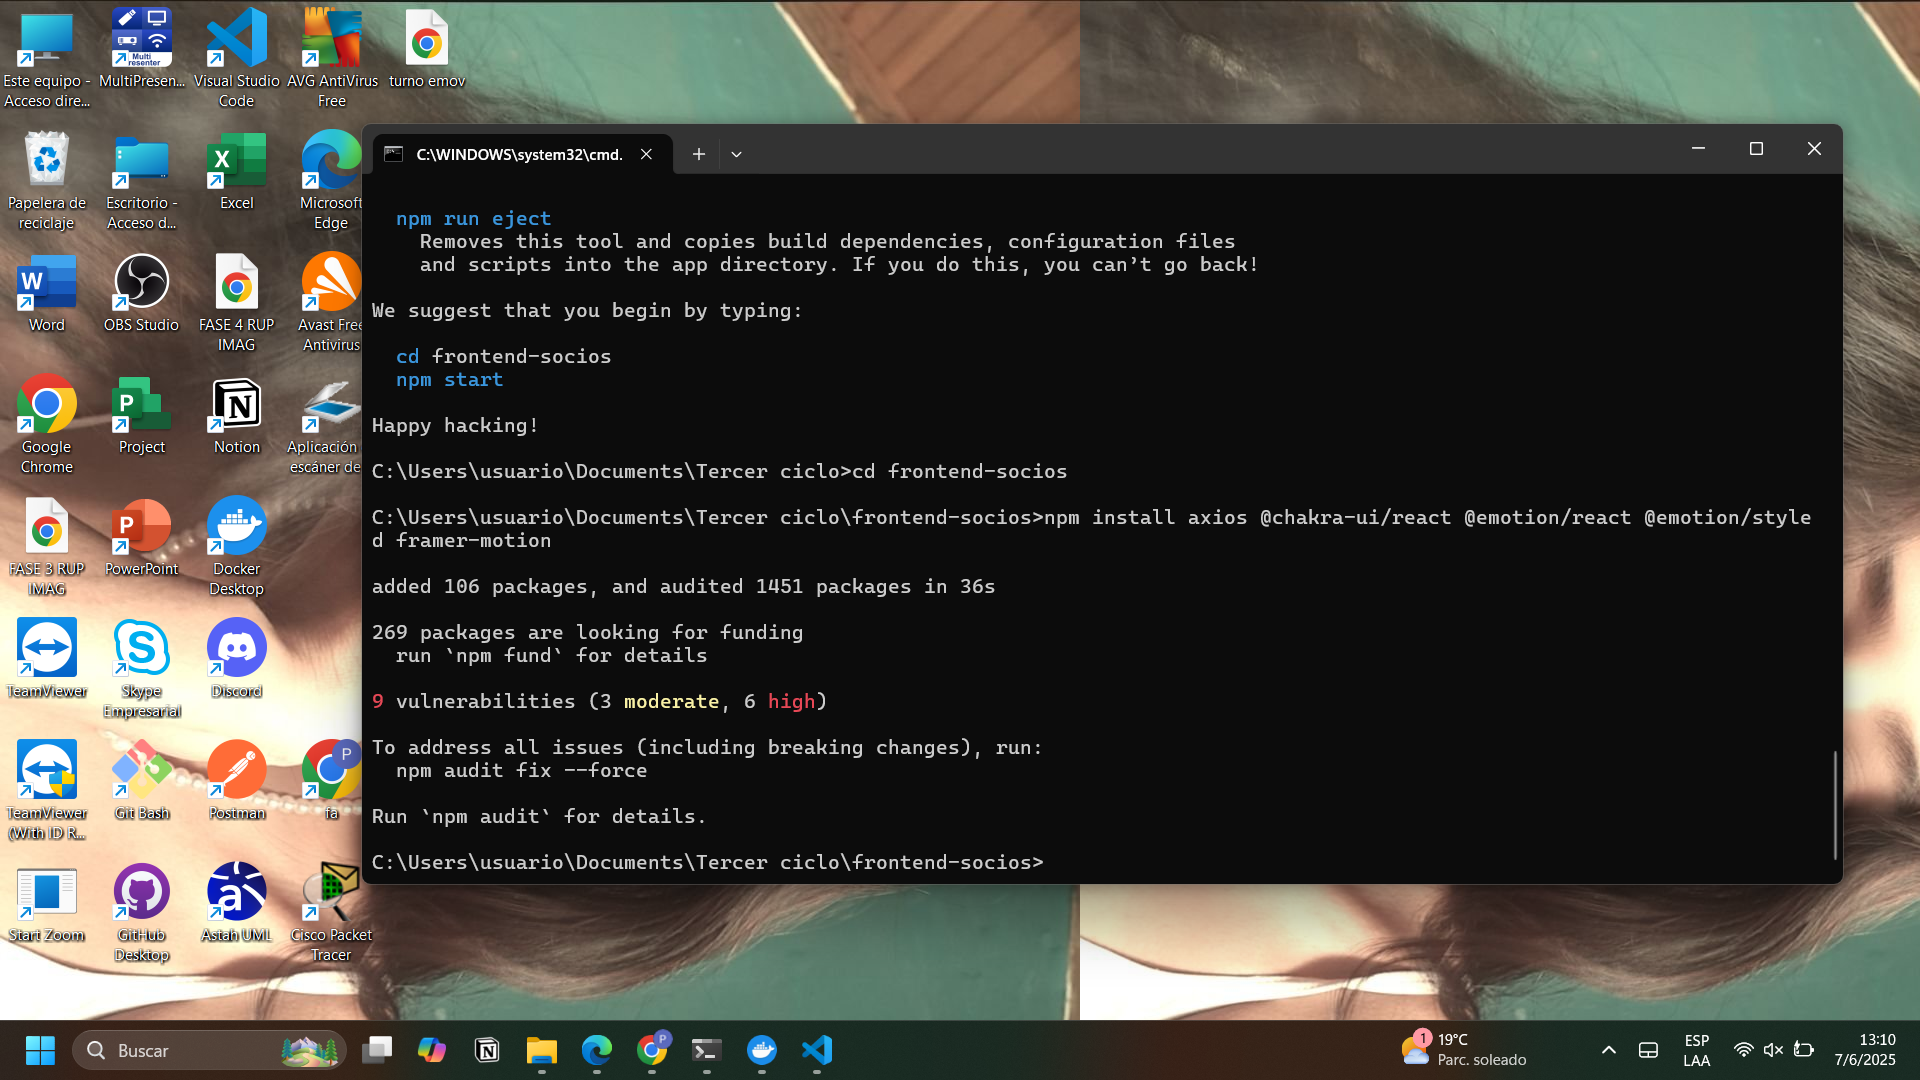 Este equipo -
Acceso dire...
MultiPresen...
Multi
resenter
Visual Studio
Code
AVG AntiVirus
Free
turno emov
Papelera de
reciclaje
Escritorio -
Acceso d...
Excel
Microsoft
Edge
Word
OBS Studio
FASE 4 RUP
IMAG
Avast Free
Antivirus
Google
Chrome
Project
Notion
Aplicación
escáner de
FASE 3 RUP
IMAG
PowerPoint
Docker
Desktop
TeamViewer
Skype
Empresarial
Discord
TeamViewer
(With ID R...
Git Bash
Postman
fa
Start Zoom
GitHub
Desktop
Astah UML
Cisco Packet
Tracer
C:\WINDOWS\system32\cmd.
npm run eject
Removes this tool and copies build dependencies, configuration files
and scripts into the app directory. If you do this, you can’t go back!
We suggest that you begin by typing:
cd frontend-socios
npm start
Happy hacking!
C:\Users\usuario\Documents\Tercer ciclo>cd frontend-socios
C:\Users\usuario\Documents\Tercer ciclo\frontend-socios>npm install axios @chakra-ui/react @emotion/react @emotion/style
d framer-motion
added 106 packages, and audited 1451 packages in 36s
269 packages are looking for funding
run `npm fund` for details
9 vulnerabilities (3 moderate, 6 high)
To address all issues (including breaking changes), run:
npm audit fix --force
Run `npm audit` for details.
C:\Users\usuario\Documents\Tercer ciclo\frontend-socios>
Buscar
P
1
19°C
Parc. soleado
ESP
LAA
13:10
7/6/2025